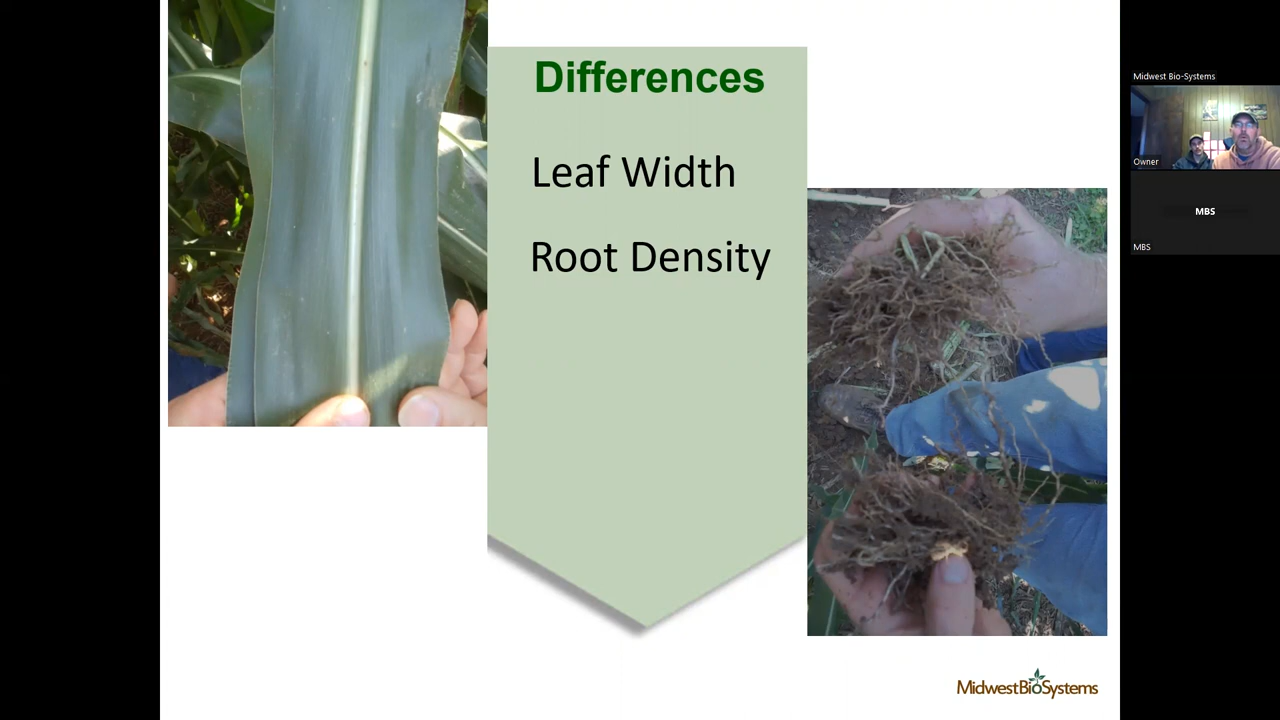 Differences
Leaf Width
Root Density
MidwestBioSystems
Midwest Bio-Systems
Owner
MBS
MBS